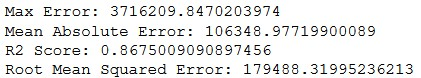 Max Error: 3716209.8470203974
Mean Absolute Error: 106348.97719900089
R2 Score: 0.8675009090897456
Root Mean Squared Error: 179488.31995236213